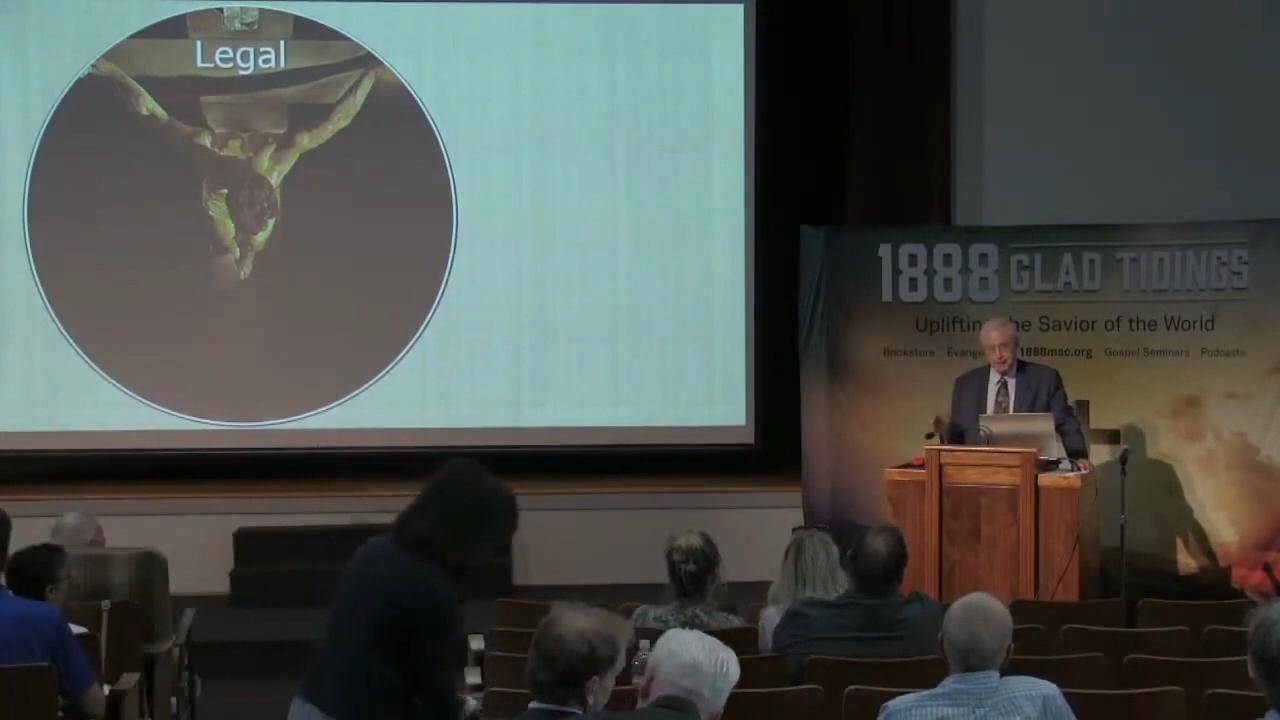 Legal
1888 GLAD TIDINGS
Uplifting the Savior of the World
Bookstore 1888msc.org Gospel Seminars Podcasts